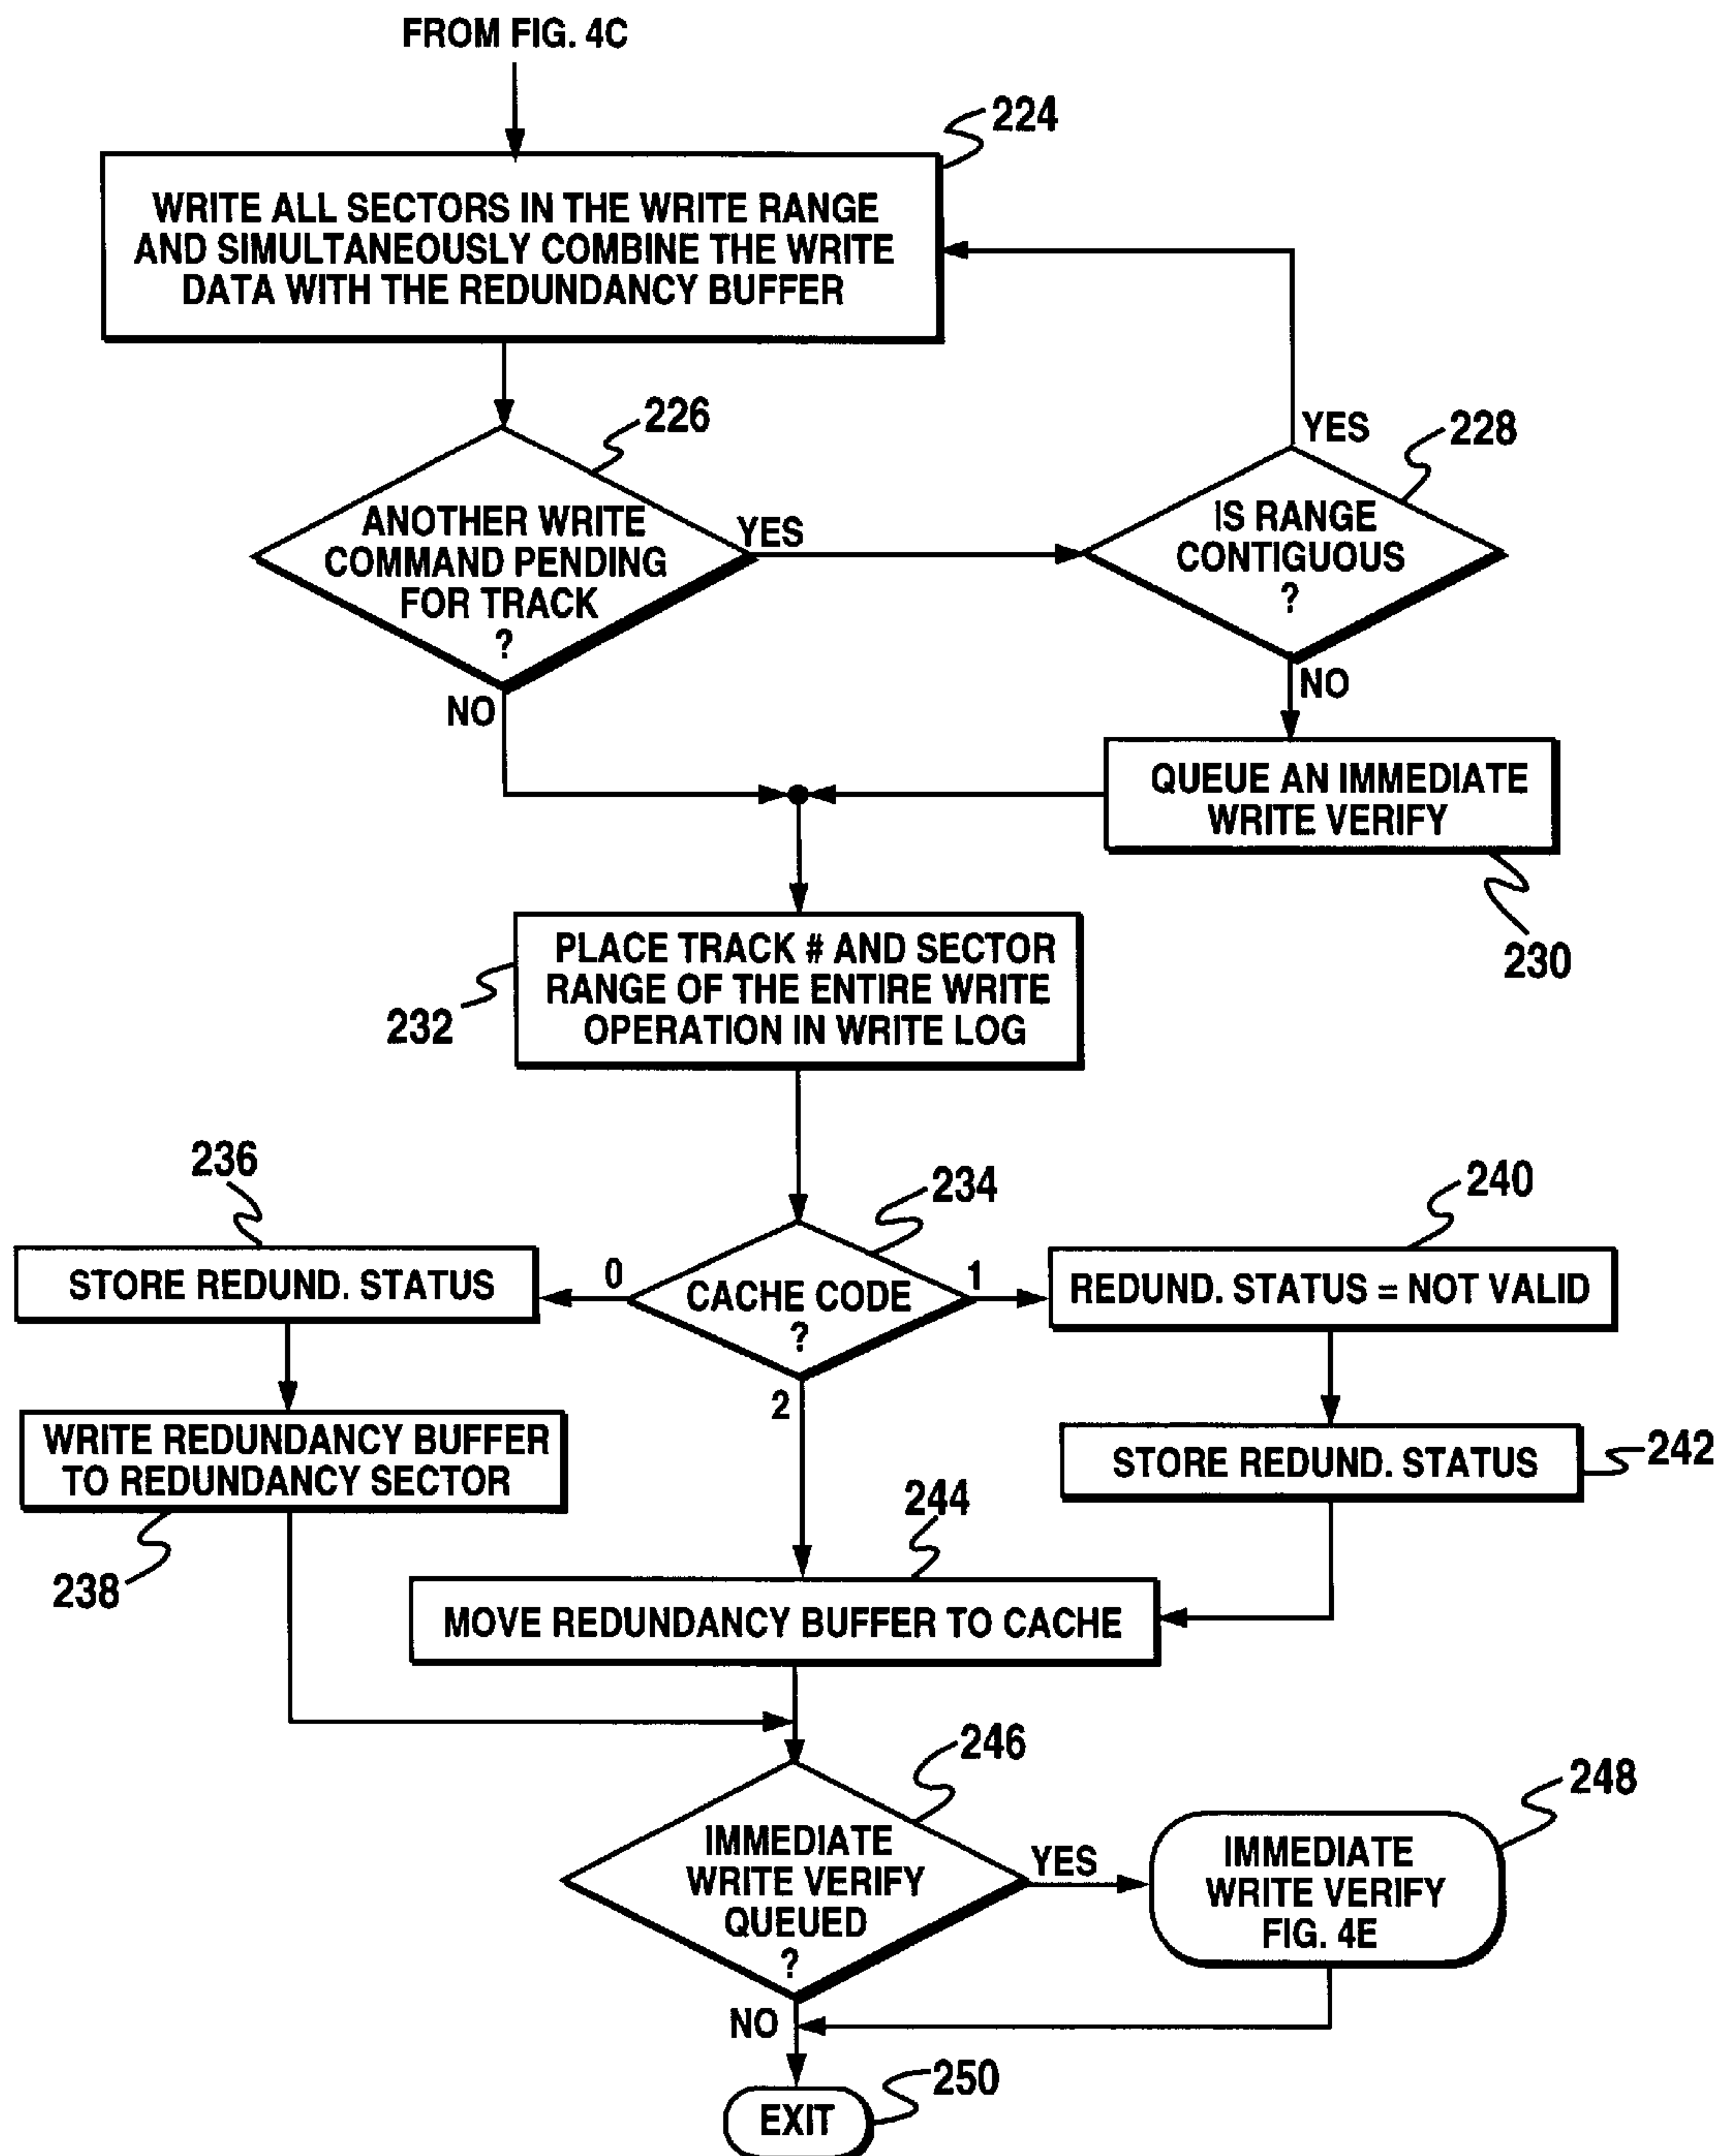 FROM FIG. 4C
224
WRITE ALL SECTORS IN THE WRITE RANGE
AND SIMULTANEOUSLY COMBINE THE WRITE
DATA WITH THE REDUNDANCY BUFFER
226
ANOTHER WRITE
COMMAND PENDING
FOR TRACK
?
YES
NO
228
YES
IS RANGE
CONTIGUOUS
?
NO
QUEUE AN IMMEDIATE
WRITE VERIFY
230
PLACE TRACK # AND SECTOR
RANGE OF THE ENTIRE WRITE
OPERATION IN WRITE LOG
232
234
CACHE CODE
?
0
1
2
236
STORE REDUND. STATUS
WRITE REDUNDANCY BUFFER
TO REDUNDANCY SECTOR
238
240
REDUND. STATUS = NOT VALID
STORE REDUND. STATUS
242
244
MOVE REDUNDANCY BUFFER TO CACHE
246
IMMEDIATE
WRITE VERIFY
QUEUED
?
YES
NO
248
IMMEDIATE
WRITE VERIFY
FIG. 4E
250
EXIT